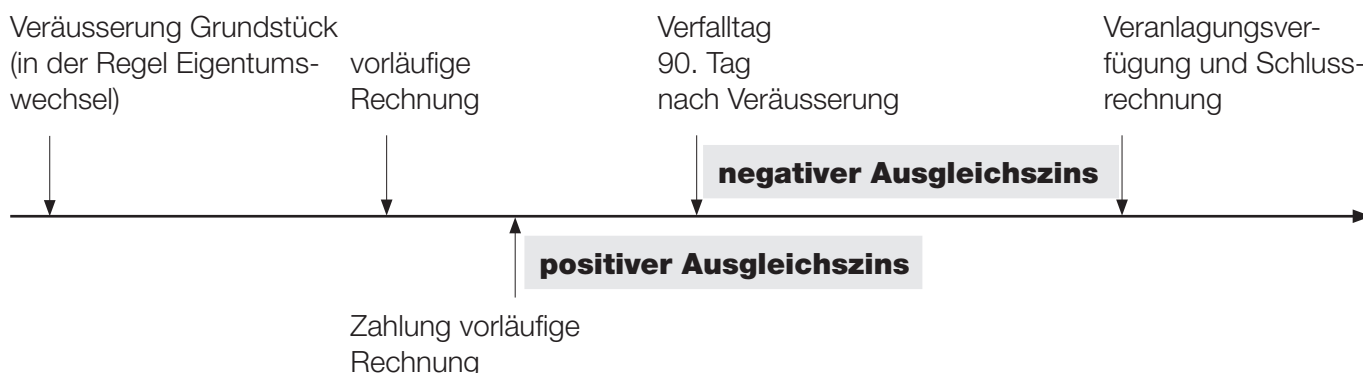 Veräusserung Grundstück
(in der Regel Eigentums-
wechsel)
vorläufige
Rechnung
Verfalltag
90. Tag
nach Veräusserung
Veranlagungsver-
fügung und Schluss-
rechnung
negativer Ausgleichszins
positiver Ausgleichszins
Zahlung vorläufige
Rechnung